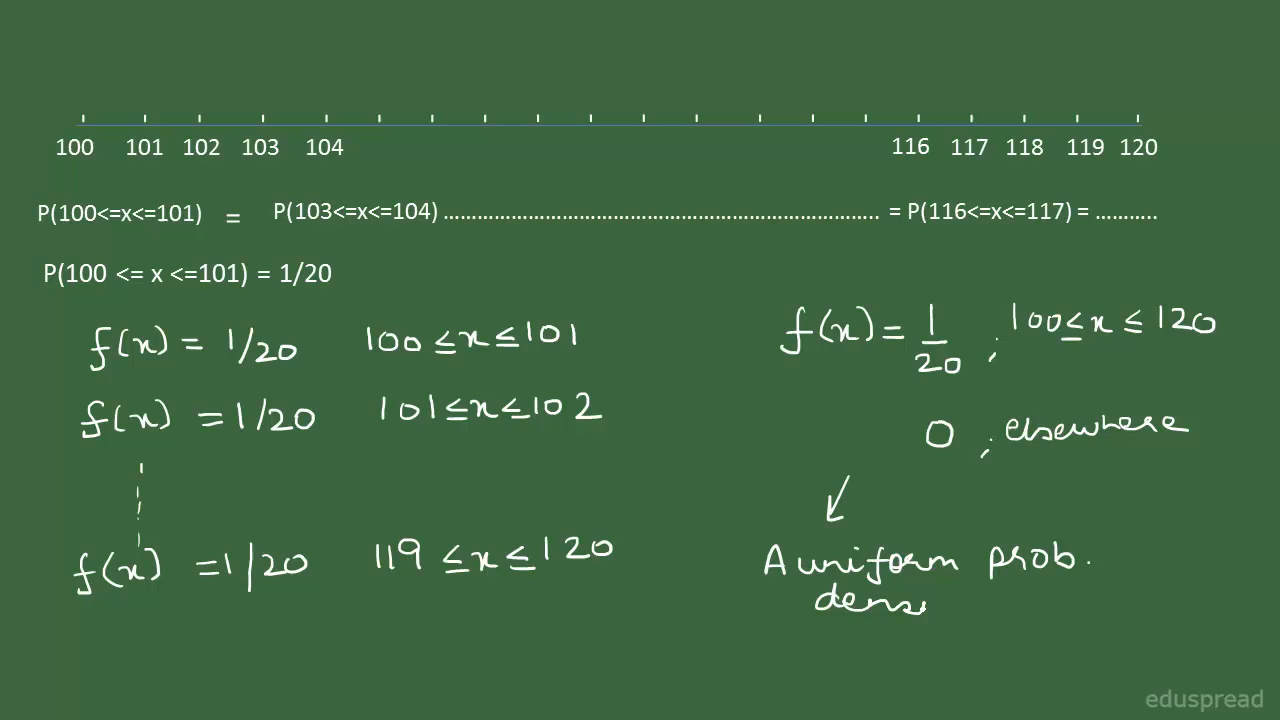 100 101 102 103 104 116 117 118 119 120
P(100<=x<=101) = P(103<=x<=104) ............................................................................. = P(116<=x<=117) = ...........
P(100 <= x <=101) = 1/20
f(x) = 1/20 100 ≤ x ≤ 101
f(x) = 1/20 101 ≤ x ≤ 102
f(x) = 1/20 119 ≤ x ≤ 120
f(x) = 1/20 ; 100 ≤ x ≤ 120
0 ; elsewhere
A uniform prob.
dens
eduspread